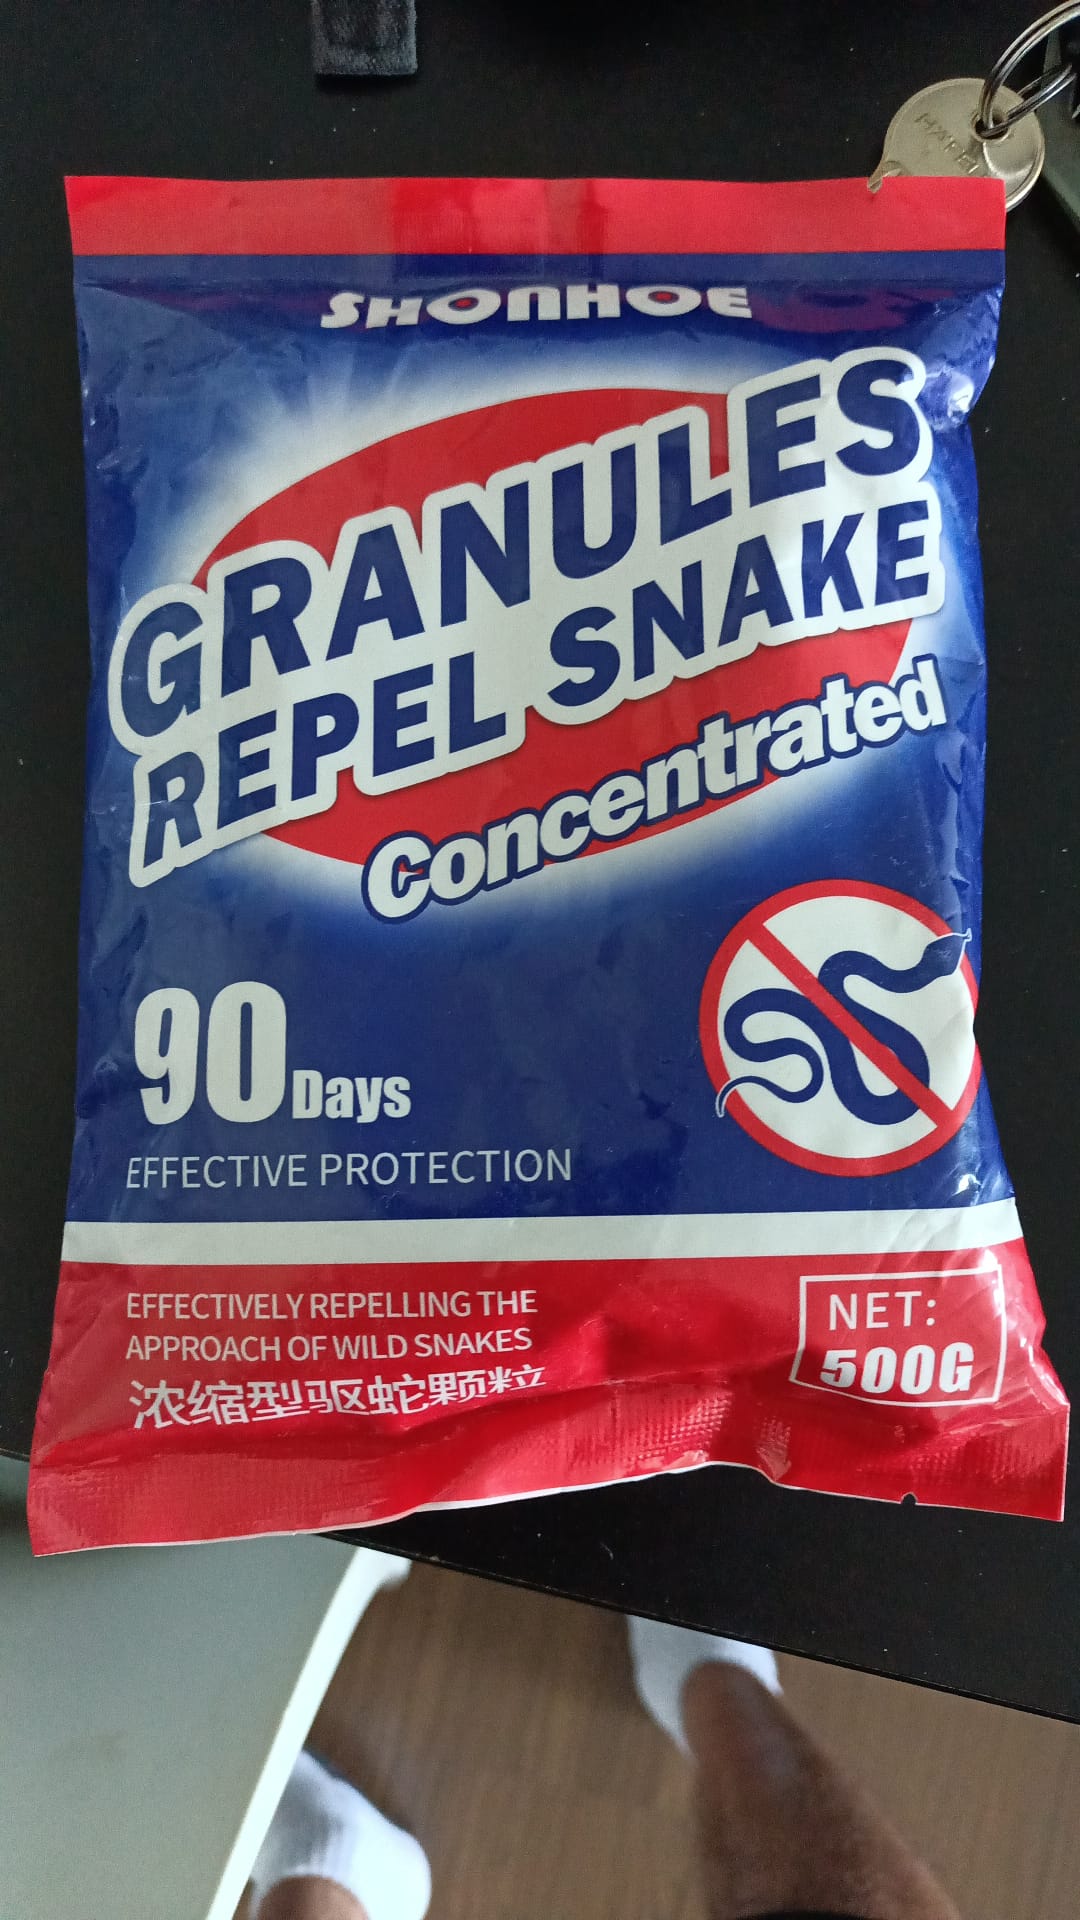 SHONHOE
GRANULES
REPEL SNAKE
Concentrated
90 Days
EFFECTIVE PROTECTION
EFFECTIVELY REPELLING THE
APPROACH OF WILD SNAKES
浓缩型驱蛇颗粒
NET:
500G